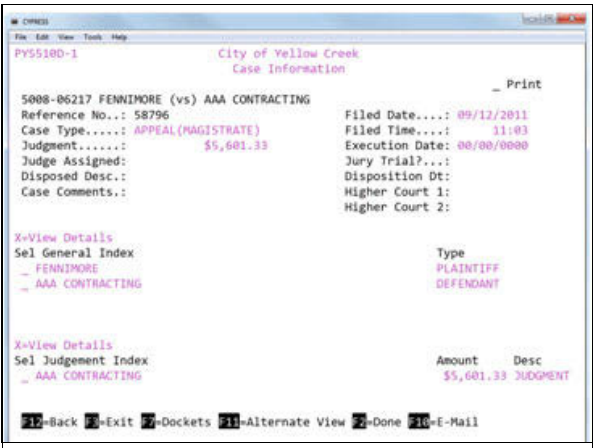 CYPRESS
File Edit View Tools Help
PYS510D-1 City of Yellow Creek
Case Information
_ Print
5008-06217 FENNIMORE (vs) AAA CONTRACTING
Reference No..: 58796 Filed Date....: 09/12/2011
Case Type.....: APPEAL(MAGISTRATE) Filed Time....: 11:03
Judgment......: $5,601.33 Execution Date: 00/00/0000
Judge Assigned: Jury Trial?...:
Disposed Desc.: Disposition Dt:
Case Comments.: Higher Court 1:
Higher Court 2:
X=View Details
Sel General Index Type
_ FENNIMORE PLAINTIFF
_ AAA CONTRACTING DEFENDANT
X=View Details
Sel Judgement Index Amount Desc
_ AAA CONTRACTING $5,601.33 JUDGMENT
F12=Back F3=Exit F7=Dockets F11=Alternate View F2=Done F10=E-Mail